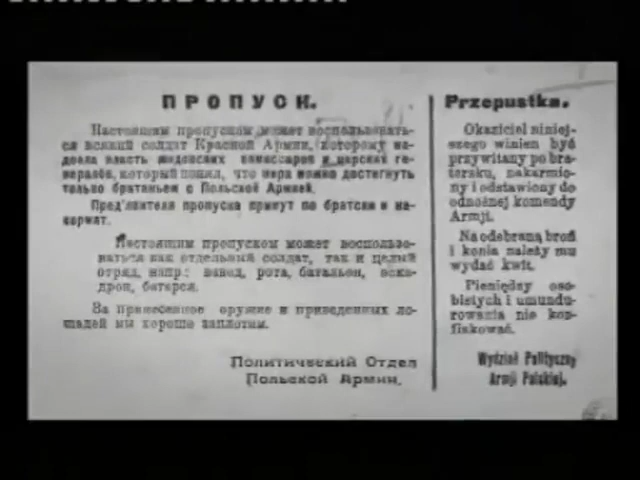 ПРОПУСК.
Настоящим пропуском может воспользовать-
ся всякий солдат Красной Армии, которому на-
доела власть жидовских комиссаров и царских ге-
нералов, который понял, что мира можно достигнуть
только братаньем с Польской Армией.
Пред'явителя пропуска примут по братски и на-
кормят.
Настоящим пропуском может воспользо-
ваться как отдельный солдат, так и целый
отряд, напр.: взвод, рота, батальон, эска-
дрон, батарея.
За принесенное оружие и приведенных ло-
шадей мы хорошо заплотим.
Политический Отдел
Польской Армии.
Przepustka.
Okaziciel niniej-
szego winien być
przywitany po bra-
tersku, nakarmio-
ny i odstawiony do
odnośnej komendy
Armji.
Na odebraną broń
i konia należy mu
wydać kwit.
Pieniędzy oso-
bistych i umundu-
rowania nie kon-
fiskować.
Wydział Polityczny
Armji Polskiej.